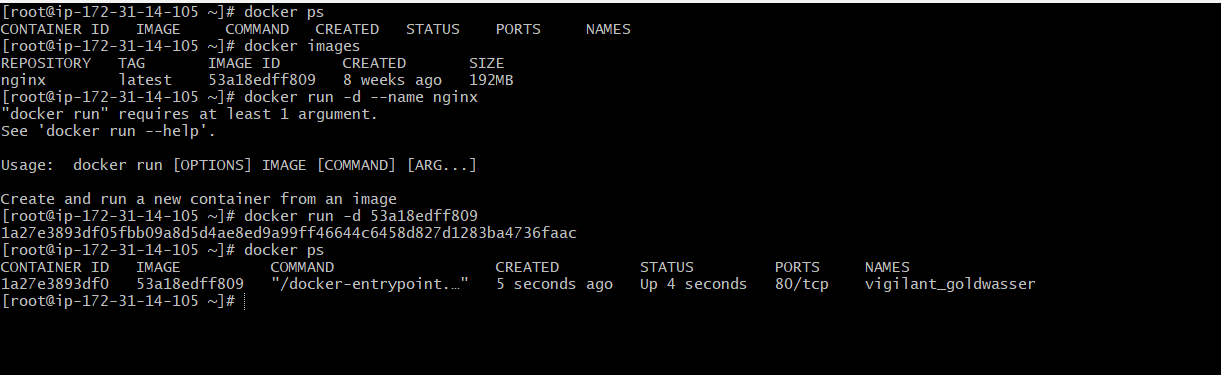 [root@ip-172-31-14-105 ~]# docker ps
CONTAINER ID   IMAGE     COMMAND   CREATED   STATUS    PORTS     NAMES
[root@ip-172-31-14-105 ~]# docker images
REPOSITORY   TAG       IMAGE ID       CREATED       SIZE
nginx        latest    53a18edff809   8 weeks ago   192MB
[root@ip-172-31-14-105 ~]# docker run -d --name nginx
"docker run" requires at least 1 argument.
See 'docker run --help'.
Usage:  docker run [OPTIONS] IMAGE [COMMAND] [ARG...]
Create and run a new container from an image
[root@ip-172-31-14-105 ~]# docker run -d 53a18edff809
1a27e3893df05fbb09a8d5d4ae8ed9a99ff46644c6458d827d1283ba4736faac
[root@ip-172-31-14-105 ~]# docker ps
CONTAINER ID   IMAGE          COMMAND                  CREATED         STATUS         PORTS     NAMES
1a27e3893df0   53a18edff809   "/docker-entrypoint.…"   5 seconds ago   Up 4 seconds   80/tcp    vigilant_goldwasser
[root@ip-172-31-14-105 ~]#